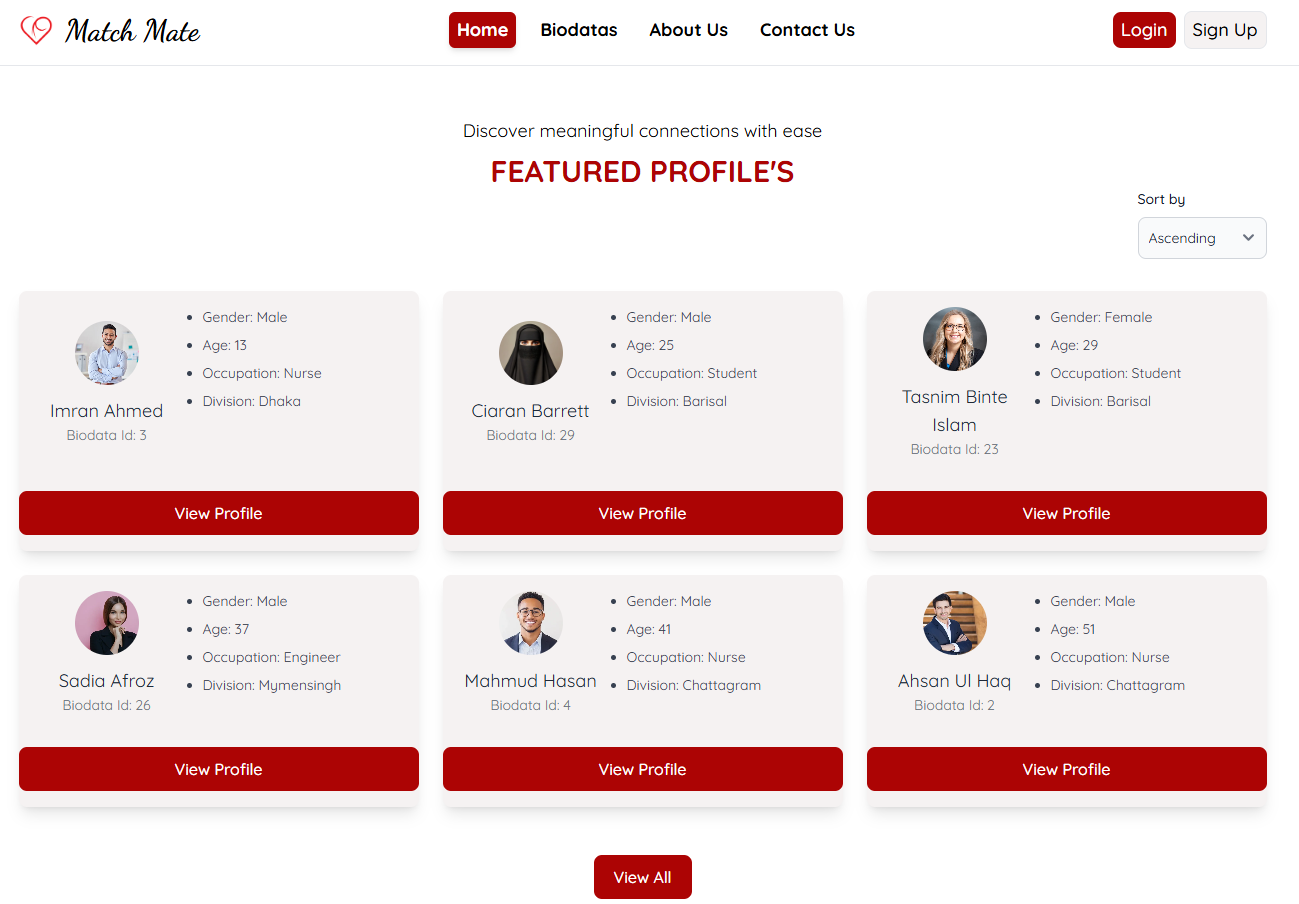 Match Mate
Home
Biodatas
About Us
Contact Us
Login
Sign Up
Discover meaningful connections with ease
FEATURED PROFILE'S
Sort by
Ascending
Imran Ahmed
Biodata Id: 3
Gender: Male
Age: 13
Occupation: Nurse
Division: Dhaka
View Profile
Ciaran Barrett
Biodata Id: 29
Gender: Male
Age: 25
Occupation: Student
Division: Barisal
View Profile
Tasnim Binte
Islam
Biodata Id: 23
Gender: Female
Age: 29
Occupation: Student
Division: Barisal
View Profile
Sadia Afroz
Biodata Id: 26
Gender: Male
Age: 37
Occupation: Engineer
Division: Mymensingh
View Profile
Mahmud Hasan
Biodata Id: 4
Gender: Male
Age: 41
Occupation: Nurse
Division: Chattagram
View Profile
Ahsan Ul Haq
Biodata Id: 2
Gender: Male
Age: 51
Occupation: Nurse
Division: Chattagram
View Profile
View All